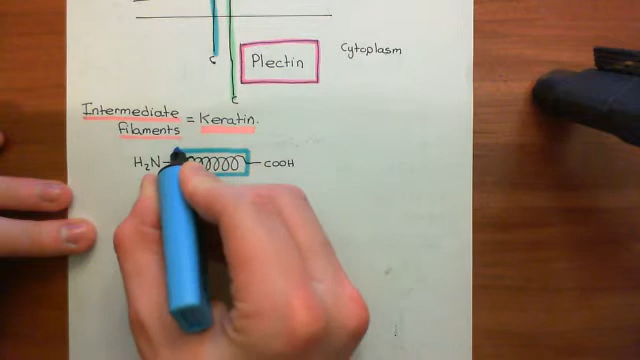 Cytoplasm
Plectin
c
Intermediate = Keratin.
filaments
H₂N
COOH